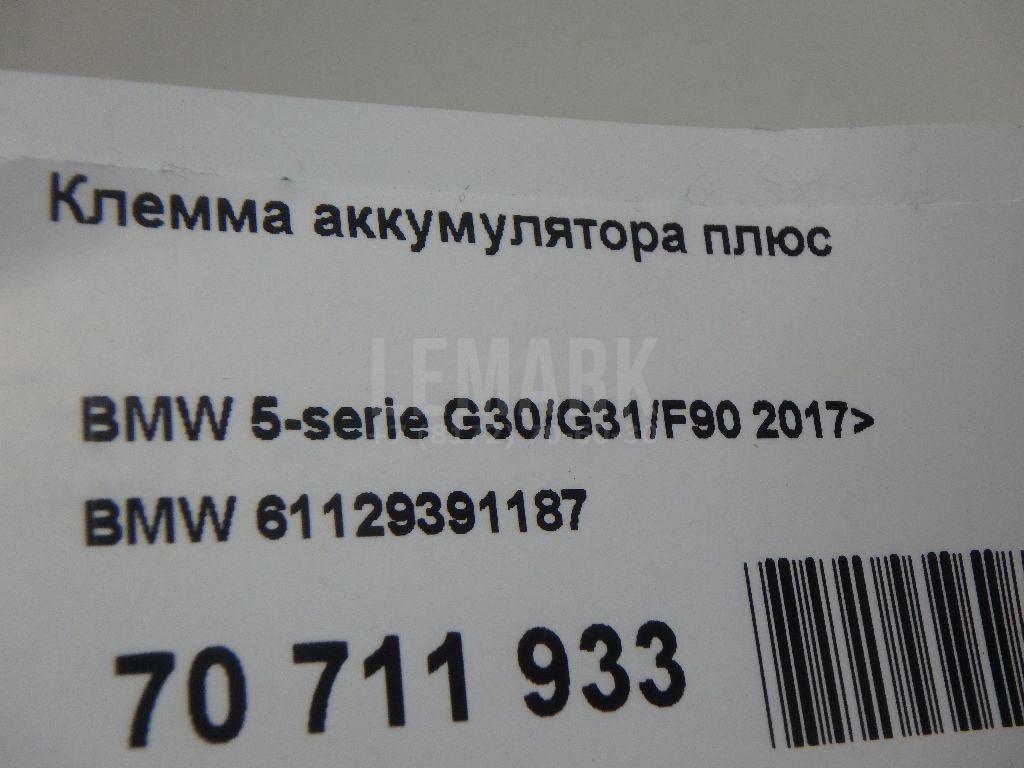 Клемма аккумулятора плюс
LEMARK
BMW 5-serie G30/G31/F90 2017>
BMW 61129391187
70 711 933